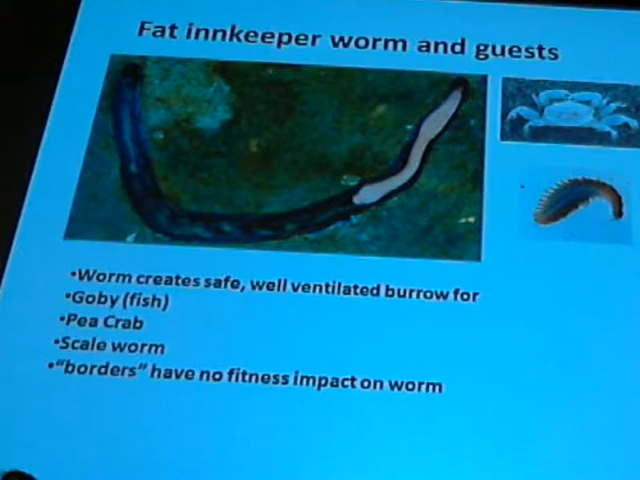 Fat innkeeper worm and guests
•Worm creates safe, well ventilated burrow for
•Goby (fish)
•Pea Crab
•Scale worm
•"borders" have no fitness impact on worm